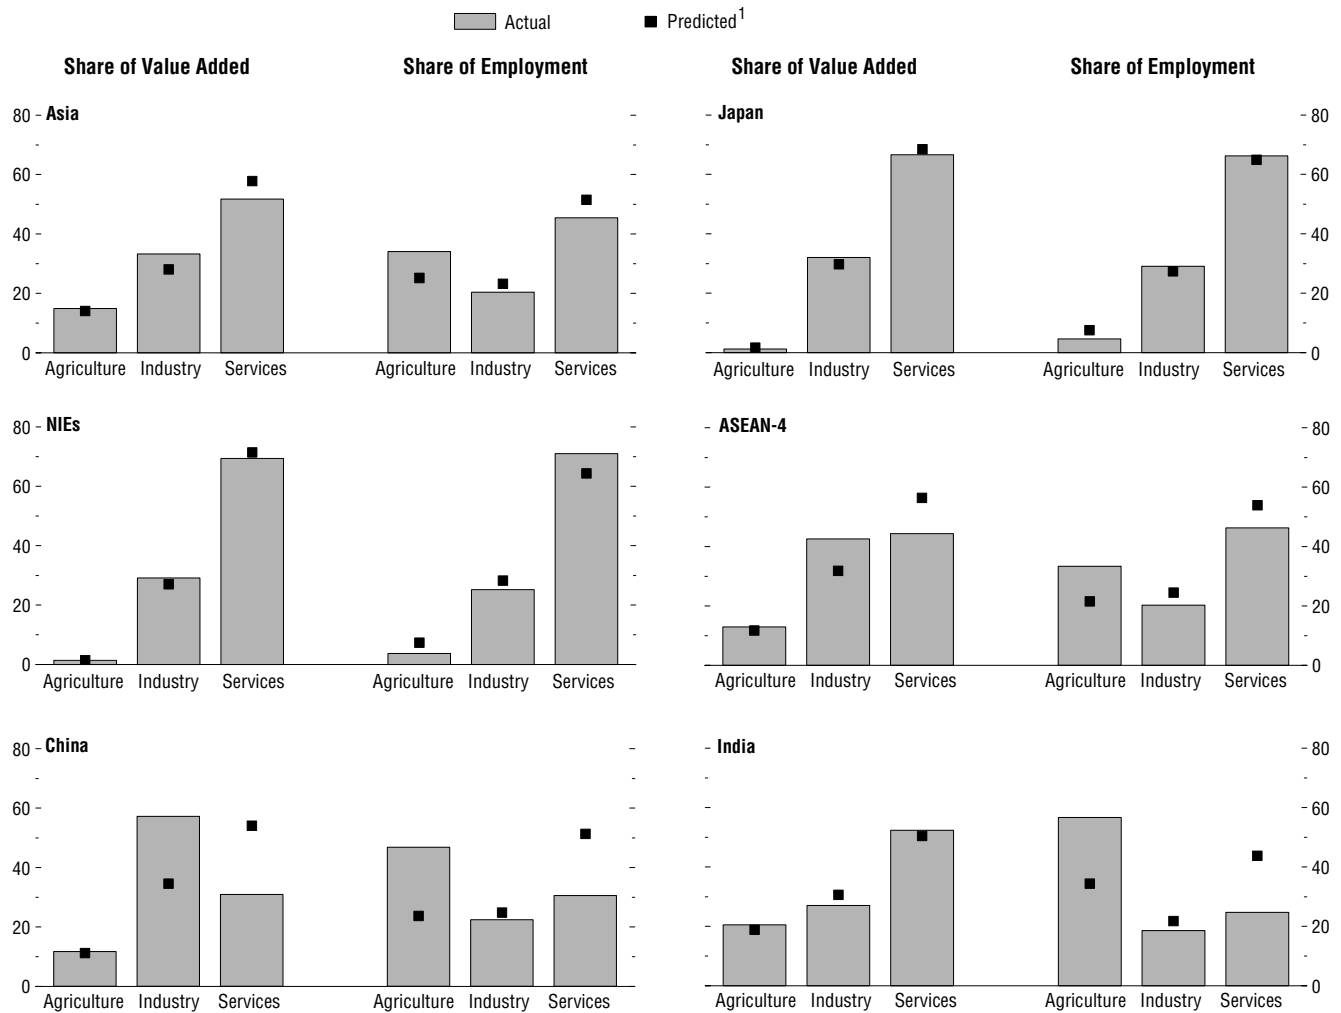 Actual Predicted1
Share of Value Added Share of Employment Share of Value Added Share of Employment
Asia
80
60
40
20
0
Agriculture Industry Services Agriculture Industry Services
Japan
80
60
40
20
0
Agriculture Industry Services Agriculture Industry Services
NIEs
80
60
40
20
0
Agriculture Industry Services Agriculture Industry Services
ASEAN-4
80
60
40
20
0
Agriculture Industry Services Agriculture Industry Services
China
80
60
40
20
0
Agriculture Industry Services Agriculture Industry Services
India
80
60
40
20
0
Agriculture Industry Services Agriculture Industry Services